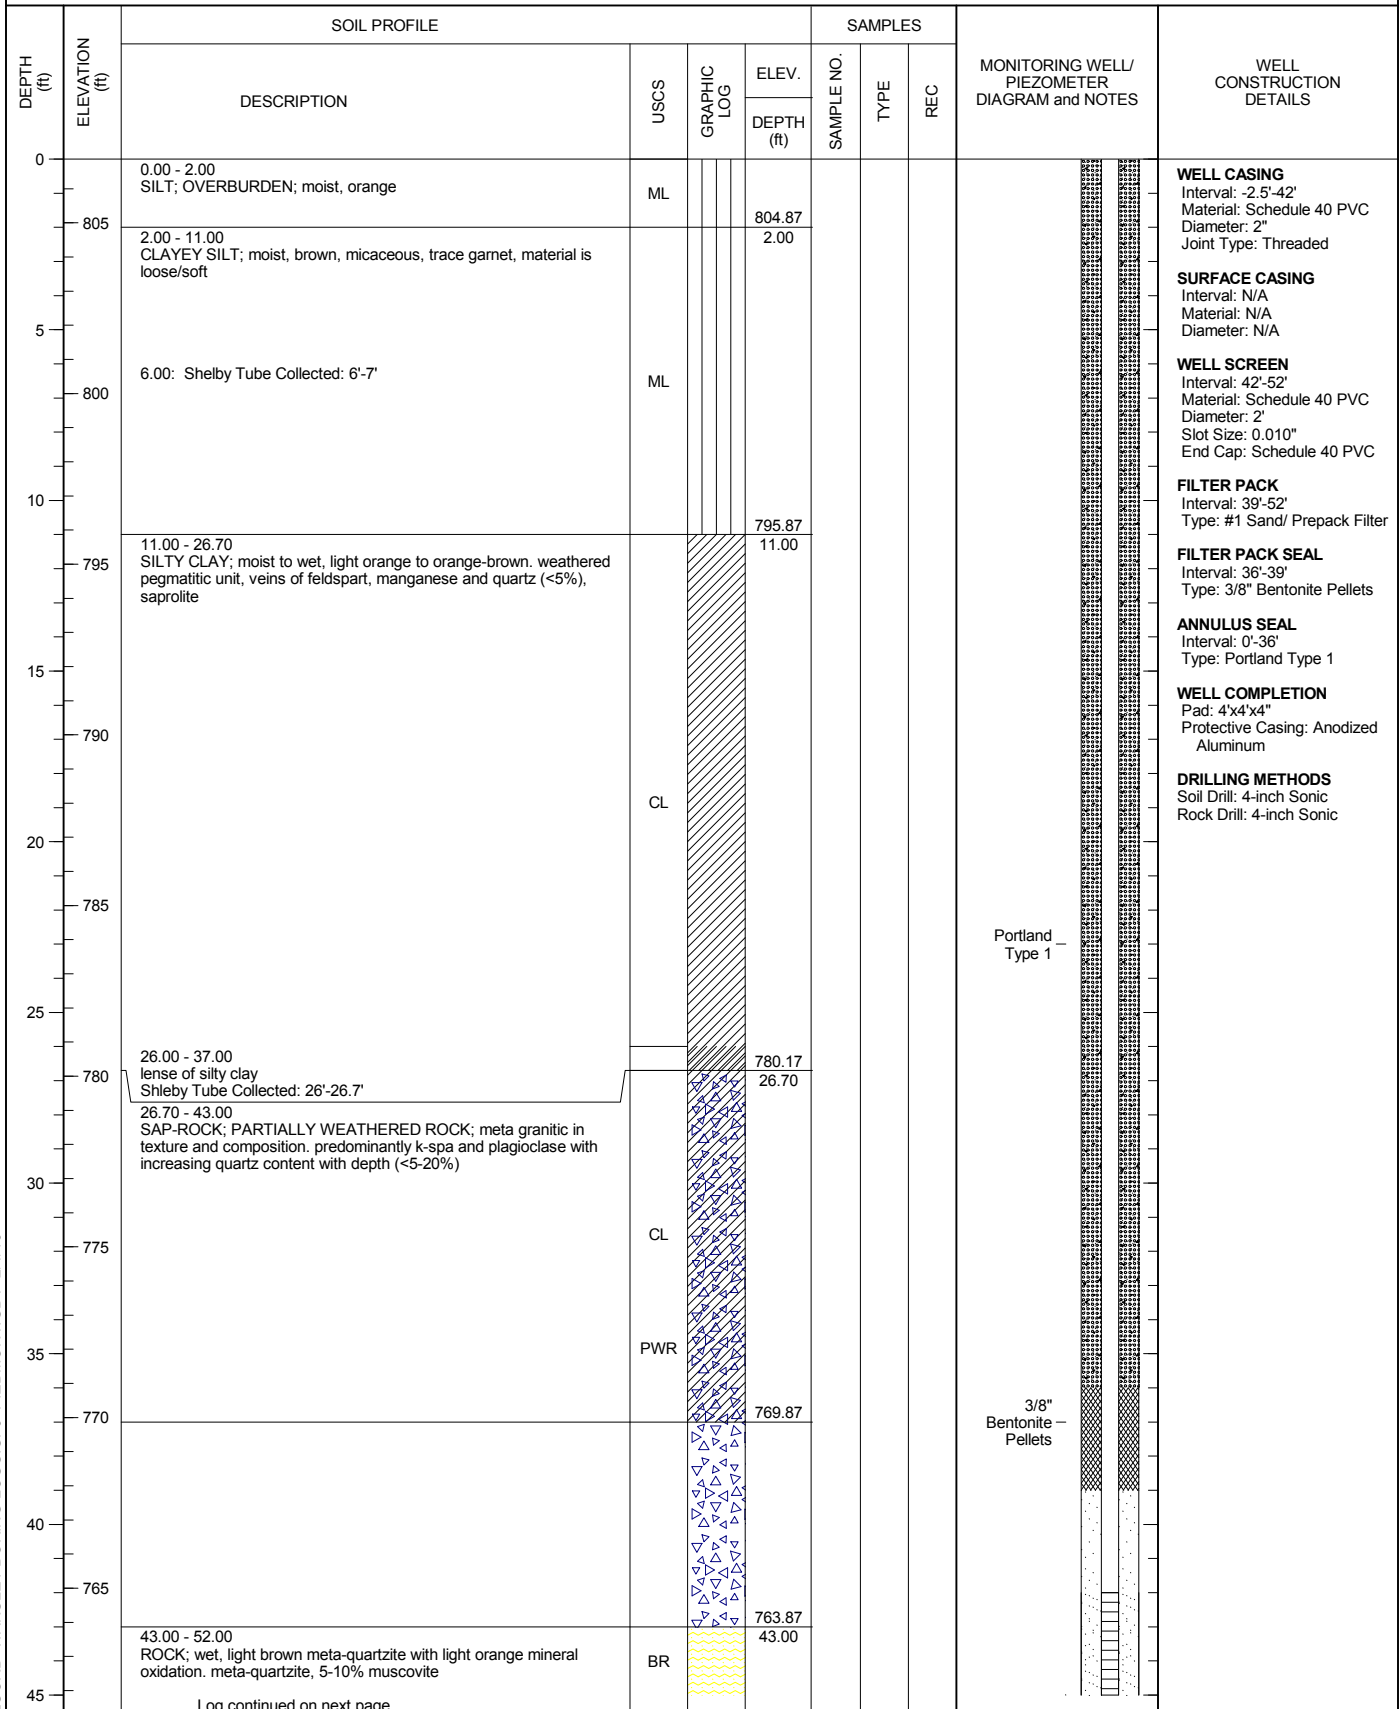 SOIL PROFILE
SAMPLES
DEPTH (ft)
ELEVATION (ft)
DESCRIPTION
USCS
GRAPHIC LOG
ELEV.
DEPTH (ft)
SAMPLE NO.
TYPE
REC
MONITORING WELL/
PIEZOMETER
DIAGRAM and NOTES
WELL
CONSTRUCTION
DETAILS
0
0.00 - 2.00
SILT; OVERBURDEN; moist, orange
ML
805
804.87
2.00 - 11.00
2.00
CLAYEY SILT; moist, brown, micaceous, trace garnet, material is
loose/soft
5
6.00: Shelby Tube Collected: 6'-7'
ML
800
10
795.87
11.00 - 26.70
11.00
SILTY CLAY; moist to wet, light orange to orange-brown. weathered
pegmatitic unit, veins of feldspart, manganese and quartz (<5%),
saprolite
795
15
790
CL
20
785
25
26.00 - 37.00
lense of silty clay
Shleby Tube Collected: 26'-26.7'
780.17
780
26.70
26.70 - 43.00
SAP-ROCK; PARTIALLY WEATHERED ROCK; meta granitic in
texture and composition. predominantly k-spa and plagioclase with
increasing quartz content with depth (<5-20%)
30
CL
775
PWR
35
769.87
770
40
765
763.87
43.00 - 52.00
43.00
ROCK; wet, light brown meta-quartzite with light orange mineral
oxidation. meta-quartzite, 5-10% muscovite
BR
45
Log continued on next page
Portland
Type 1
3/8"
Bentonite
Pellets
WELL CASING
Interval: -2.5'-42'
Material: Schedule 40 PVC
Diameter: 2"
Joint Type: Threaded
SURFACE CASING
Interval: N/A
Material: N/A
Diameter: N/A
WELL SCREEN
Interval: 42'-52'
Material: Schedule 40 PVC
Diameter: 2'
Slot Size: 0.010"
End Cap: Schedule 40 PVC
FILTER PACK
Interval: 39'-52'
Type: #1 Sand/ Prepack Filter
FILTER PACK SEAL
Interval: 36'-39'
Type: 3/8" Bentonite Pellets
ANNULUS SEAL
Interval: 0'-36'
Type: Portland Type 1
WELL COMPLETION
Pad: 4'x4'x4"
Protective Casing: Anodized
Aluminum
DRILLING METHODS
Soil Drill: 4-inch Sonic
Rock Drill: 4-inch Sonic